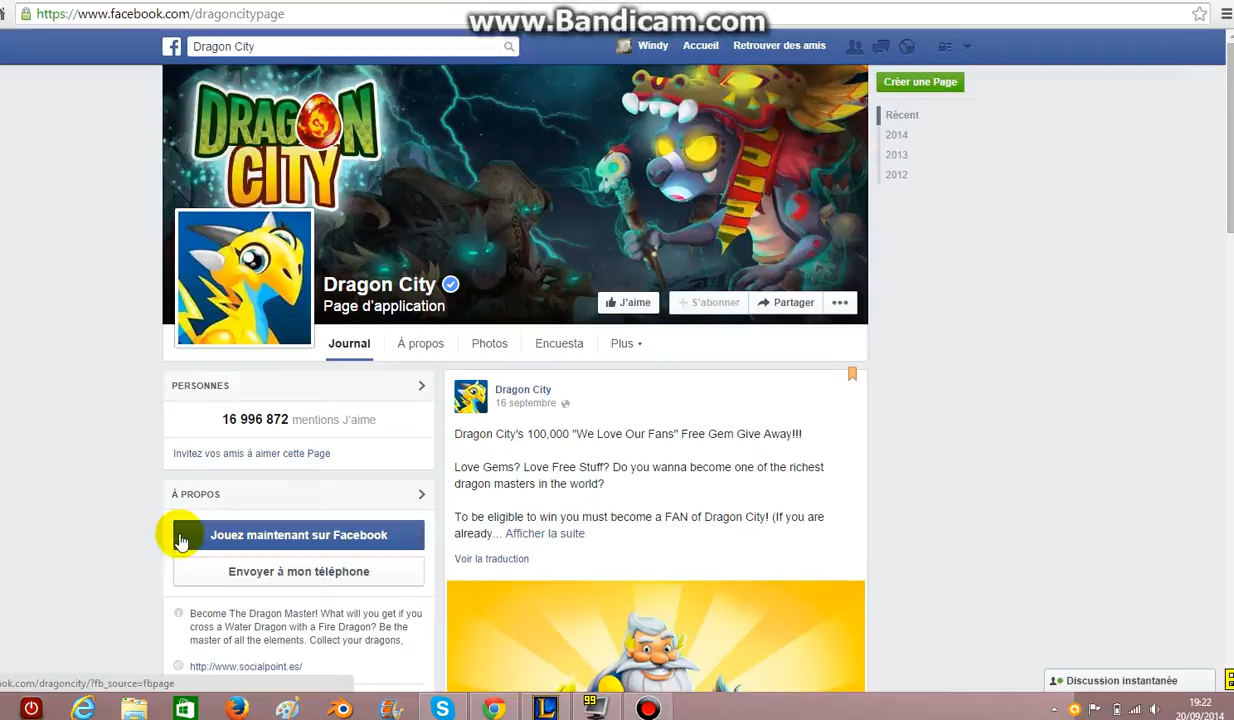 https://www.facebook.com/dragoncitypage
www.Bandicam.com
Dragon City
Windy
Accueil
Retrouver des amis
DRAGON
CITY
Créer une Page
Récent
2014
2013
2012
Dragon City
Page d'application
J'aime
+ S'abonner
Partager
Journal
À propos
Photos
Encuesta
Plus
PERSONNES
16 996 872 mentions J'aime
Invitez vos amis à aimer cette Page
À PROPOS
Jouez maintenant sur Facebook
Envoyer à mon téléphone
Become The Dragon Master! What will you get if you
cross a Water Dragon with a Fire Dragon? Be the
master of all the elements. Collect your dragons,
http://www.socialpoint.es/
Dragon City
16 septembre
Dragon City's 100,000 "We Love Our Fans" Free Gem Give Away!!!
Love Gems? Love Free Stuff? Do you wanna become one of the richest
dragon masters in the world?
To be eligible to win you must become a FAN of Dragon City! (If you are
already... Afficher la suite
Voir la traduction
Discussion instantanée
ok.com/dragoncity/?fb_source=fbpage
99
19:22
20/09/2014